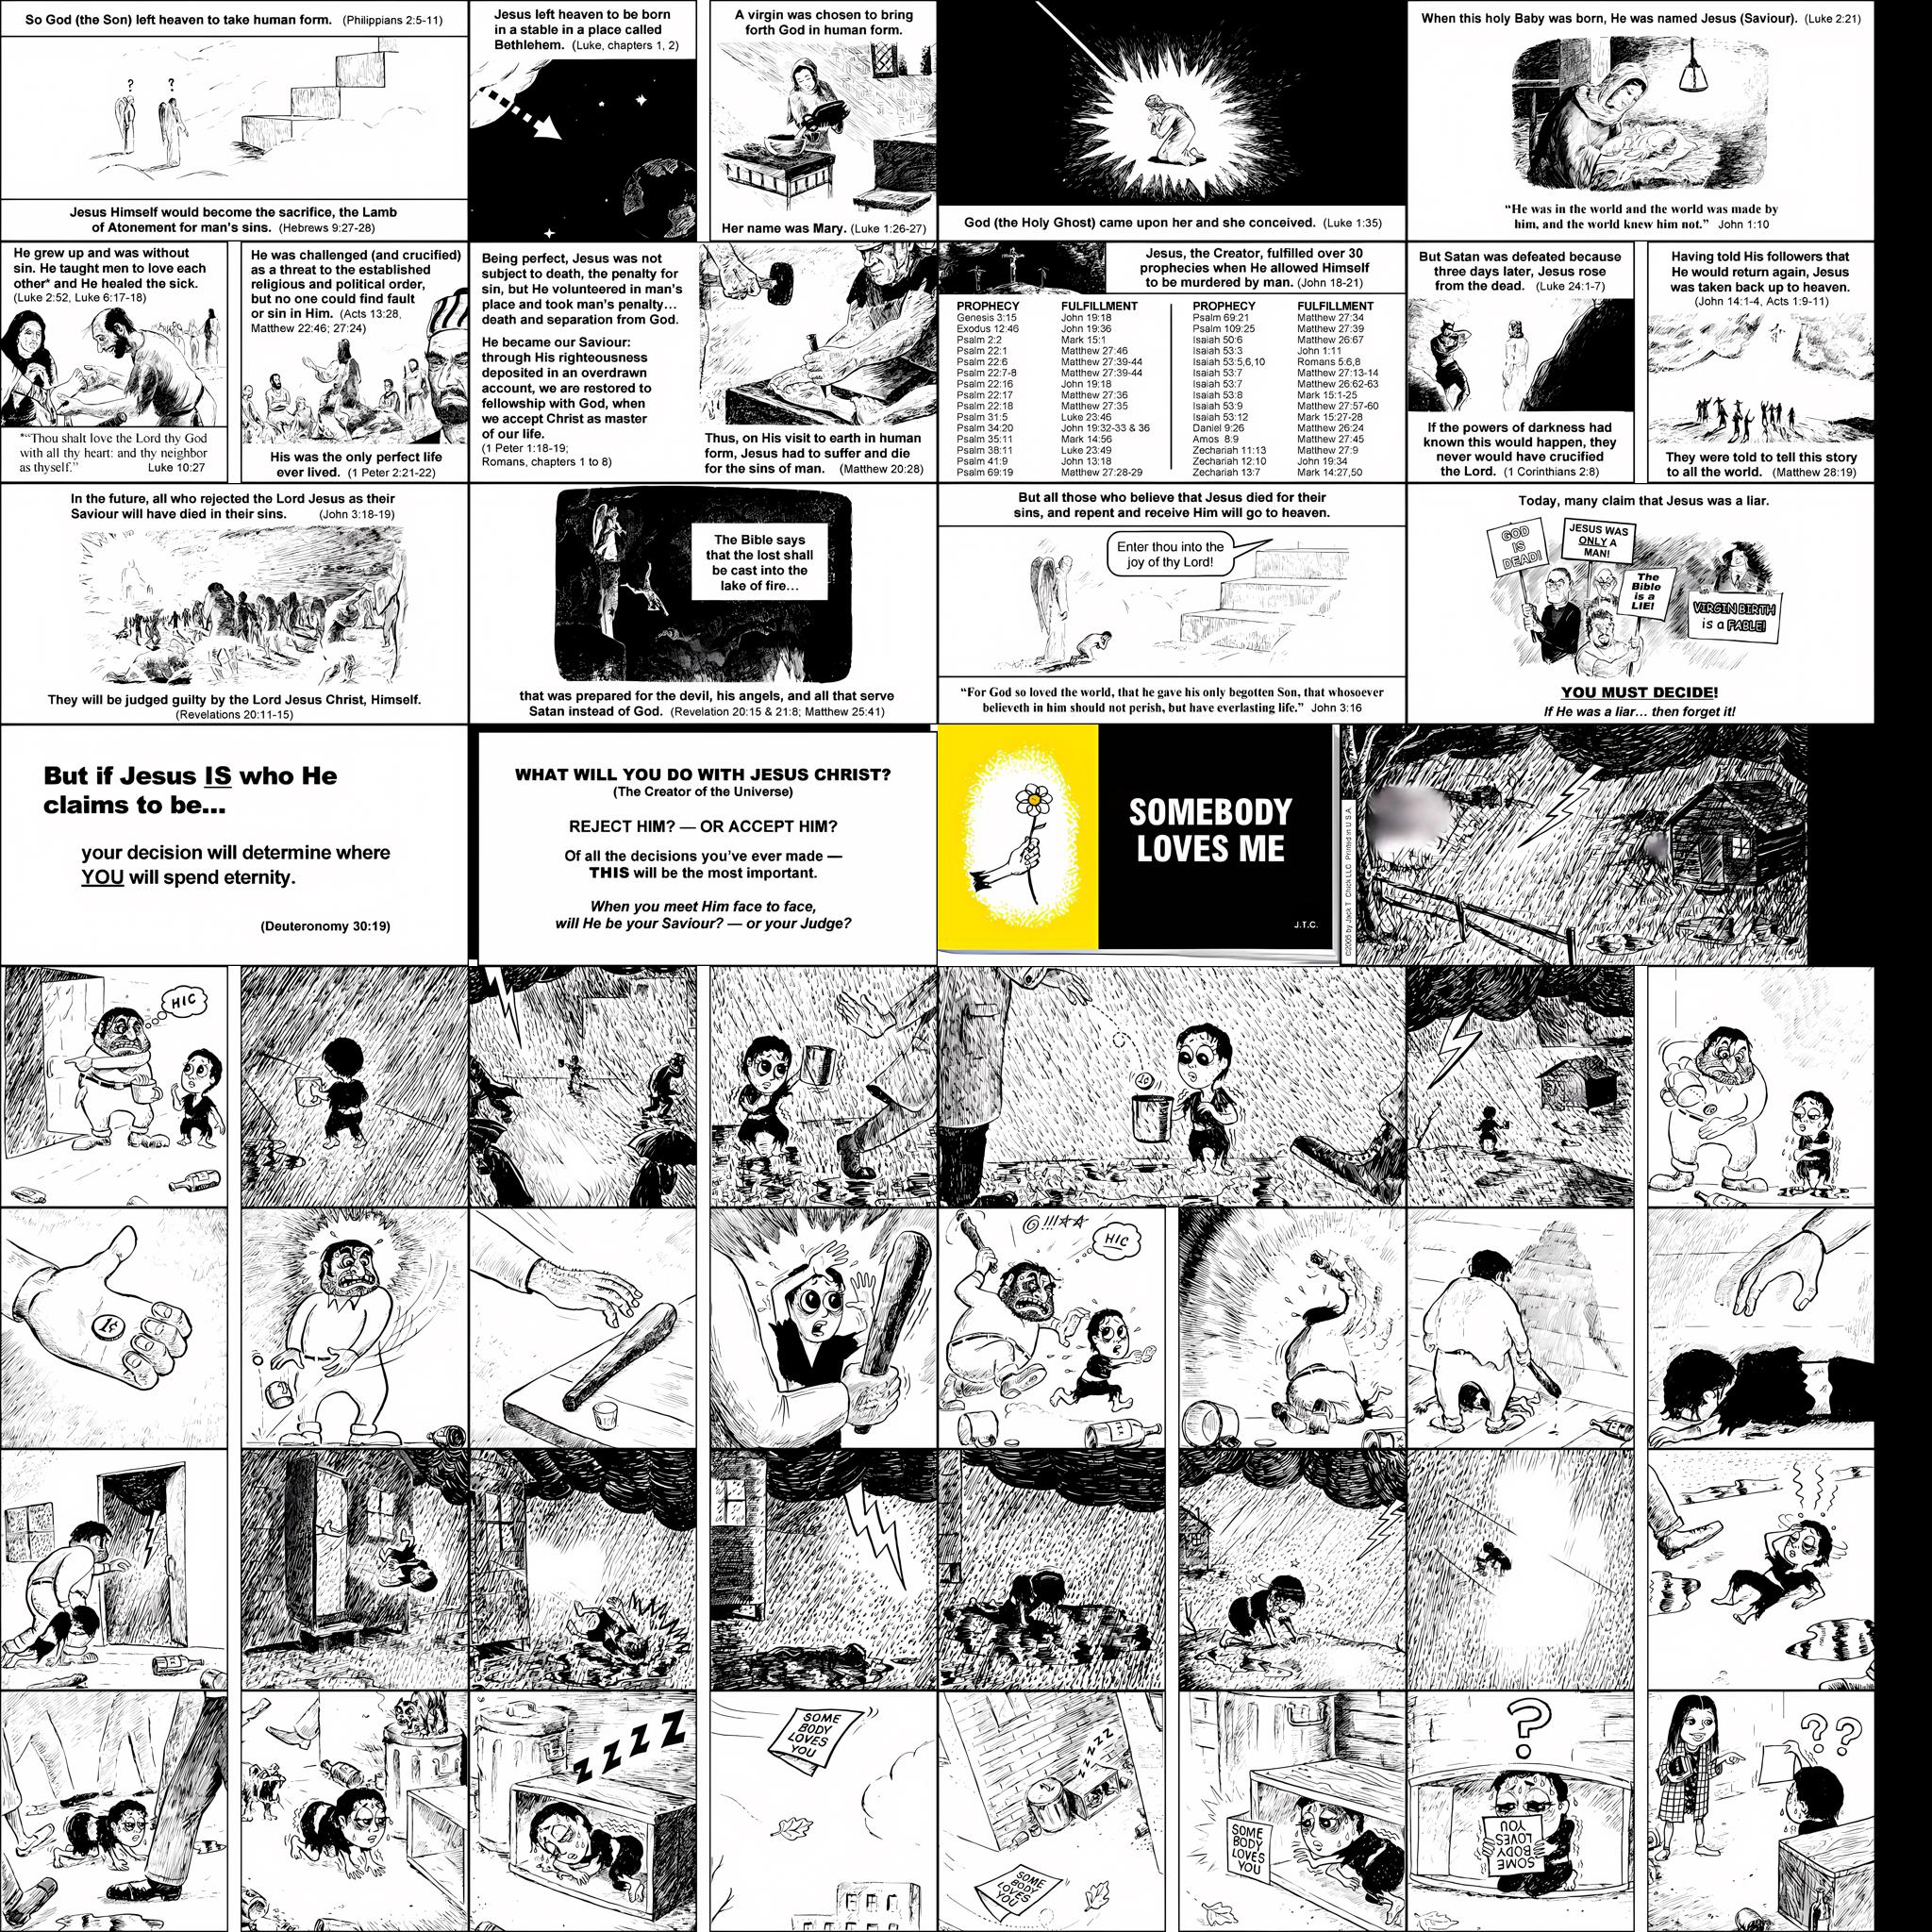 So God (the Son) left heaven to take human form. (Philippians 2:5-11)
?
?
Jesus Himself would become the sacrifice, the Lamb
of Atonement for man's sins. (Hebrews 9:27-28)
Jesus left heaven to be born
in a stable in a place called
Bethlehem. (Luke, chapters 1, 2)
A virgin was chosen to bring
forth God in human form.
Her name was Mary. (Luke 1:26-27)
God (the Holy Ghost) came upon her and she conceived. (Luke 1:35)
When this holy Baby was born, He was named Jesus (Saviour). (Luke 2:21)
“He was in the world and the world was made by
him, and the world knew him not.” John 1:10
He grew up and was without
sin. He taught men to love each
other* and He healed the sick.
(Luke 2:52, Luke 6:17-18)
*“Thou shalt love the Lord thy God
with all thy heart: and thy neighbor
as thyself.” Luke 10:27
He was challenged (and crucified)
as a threat to the established
religious and political order,
but no one could find fault
or sin in Him. (Acts 13:28,
Matthew 22:46; 27:24)
His was the only perfect life
ever lived. (1 Peter 2:21-22)
Being perfect, Jesus was not
subject to death, the penalty for
sin, but He volunteered in man's
place and took man's penalty...
death and separation from God.
He became our Saviour:
through His righteousness
deposited in an overdrawn
account, we are restored to
fellowship with God, when
we accept Christ as master
of our life.
(1 Peter 1:18-19;
Romans, chapters 1 to 8)
Thus, on His visit to earth in human
form, Jesus had to suffer and die
for the sins of man. (Matthew 20:28)
Jesus, the Creator, fulfilled over 30
prophecies when He allowed Himself
to be murdered by man. (John 18-21)
PROPHECY FULFILLMENT
Genesis 3:15 John 19:18
Exodus 12:46 John 19:36
Psalm 2:2 Mark 15:1
Psalm 22:1 Matthew 27:46
Psalm 22:6 Matthew 27:39-44
Psalm 22:7-8 Matthew 27:39-44
Psalm 22:16 John 19:18
Psalm 22:17 Matthew 27:36
Psalm 22:18 Matthew 27:35
Psalm 31:5 Luke 23:46
Psalm 34:20 John 19:32-33 & 36
Psalm 35:11 Mark 14:56
Psalm 38:11 Luke 23:49
Psalm 41:9 John 13:18
Psalm 69:19 Matthew 27:28-29
PROPHECY FULFILLMENT
Psalm 69:21 Matthew 27:34
Psalm 109:25 Matthew 27:39
Isaiah 50:6 Matthew 26:67
Isaiah 53:3 John 1:11
Isaiah 53:5,6,10 Romans 5:6,8
Isaiah 53:7 Matthew 27:13-14
Isaiah 53:7 Matthew 26:62-63
Isaiah 53:8 Mark 15:1-25
Isaiah 53:9 Matthew 27:57-60
Isaiah 53:12 Mark 15:27-28
Daniel 9:26 Matthew 26:24
Amos 8:9 Matthew 27:45
Zechariah 11:13 Matthew 27:9
Zechariah 12:10 John 19:34
Zechariah 13:7 Mark 14:27,50
But Satan was defeated because
three days later, Jesus rose
from the dead. (Luke 24:1-7)
If the powers of darkness had
known this would happen, they
never would have crucified
the Lord. (1 Corinthians 2:8)
Having told His followers that
He would return again, Jesus
was taken back up to heaven.
(John 14:1-4, Acts 1:9-11)
They were told to tell this story
to all the world. (Matthew 28:19)
In the future, all who rejected the Lord Jesus as their
Saviour will have died in their sins. (John 3:18-19)
They will be judged guilty by the Lord Jesus Christ, Himself.
(Revelations 20:11-15)
The Bible says
that the lost shall
be cast into the
lake of fire...
that was prepared for the devil, his angels, and all that serve
Satan instead of God. (Revelation 20:15 & 21:8; Matthew 25:41)
But all those who believe that Jesus died for their
sins, and repent and receive Him will go to heaven.
Enter thou into the
joy of thy Lord!
“For God so loved the world, that he gave his only begotten Son, that whosoever
believeth in him should not perish, but have everlasting life.” John 3:16
Today, many claim that Jesus was a liar.
GOD
IS
DEAD!
JESUS WAS
ONLY A
MAN!
The
Bible
is a
LIE!
VIRGIN BIRTH
is a FABLE!
YOU MUST DECIDE!
If He was a liar... then forget it!
But if Jesus IS who He
claims to be...
your decision will determine where
YOU will spend eternity.
(Deuteronomy 30:19)
WHAT WILL YOU DO WITH JESUS CHRIST?
(The Creator of the Universe)
REJECT HIM? — OR ACCEPT HIM?
Of all the decisions you've ever made —
THIS will be the most important.
When you meet Him face to face,
will He be your Saviour? — or your Judge?
SOMEBODY
LOVES ME
J.T.C.
©2005 by Jack T. Chick LLC Printed in U.S.A.
HIC
1¢
1¢
@!!!☆☆
HIC
ZZZZ
SOME
BODY
LOVES
YOU
ZZZZZ
SOME
BODY
LOVES
YOU
SOME
BODY
LOVES
YOU
?
SOME
BODY
LOVES
YOU
??